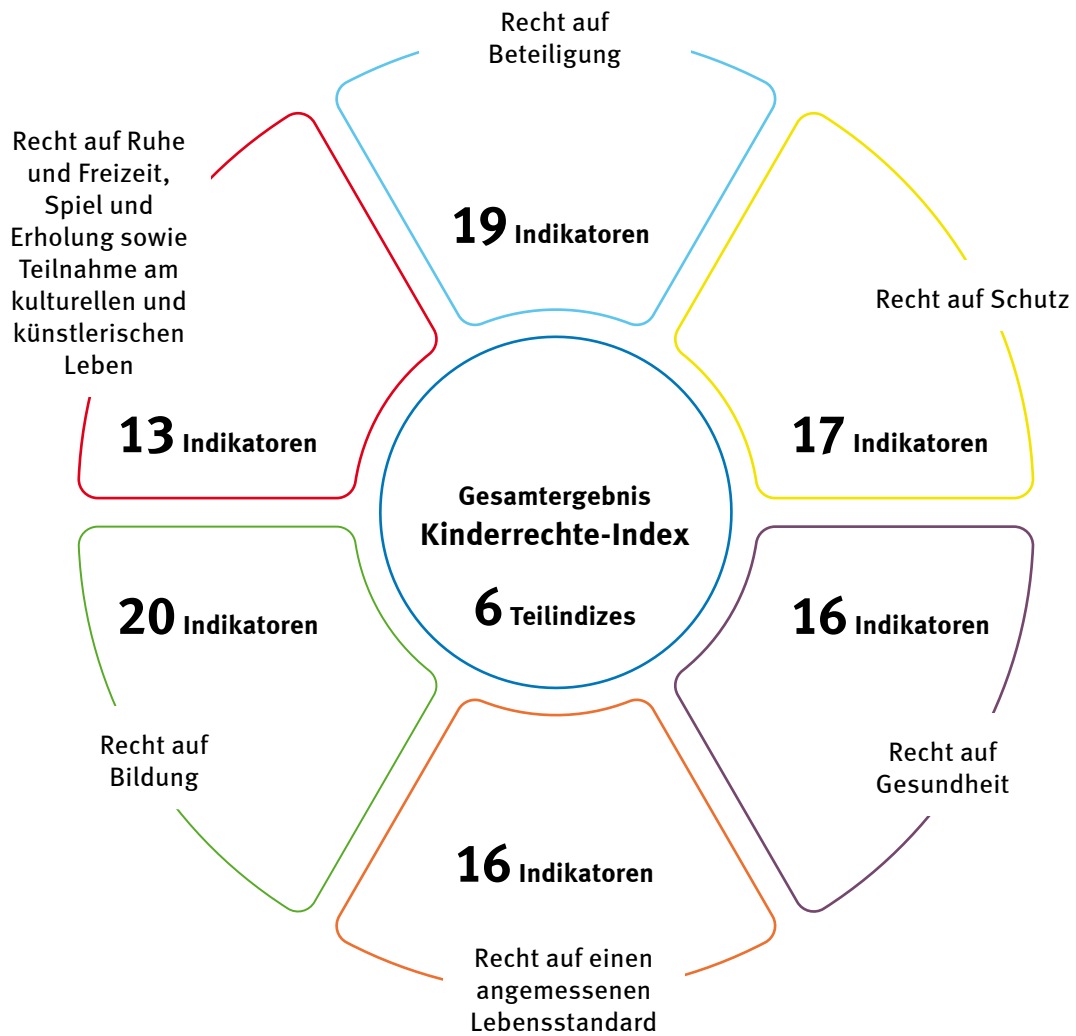 Recht auf
Beteiligung
19 Indikatoren
Recht auf Ruhe
und Freizeit,
Spiel und
Erholung sowie
Teilnahme am
kulturellen und
künstlerischen
Leben
13 Indikatoren
Recht auf Schutz
17 Indikatoren
Gesamtergebnis
Kinderrechte-Index
6 Teilindizes
20 Indikatoren
Recht auf
Bildung
16 Indikatoren
Recht auf
Gesundheit
16 Indikatoren
Recht auf einen
angemessenen
Lebensstandard